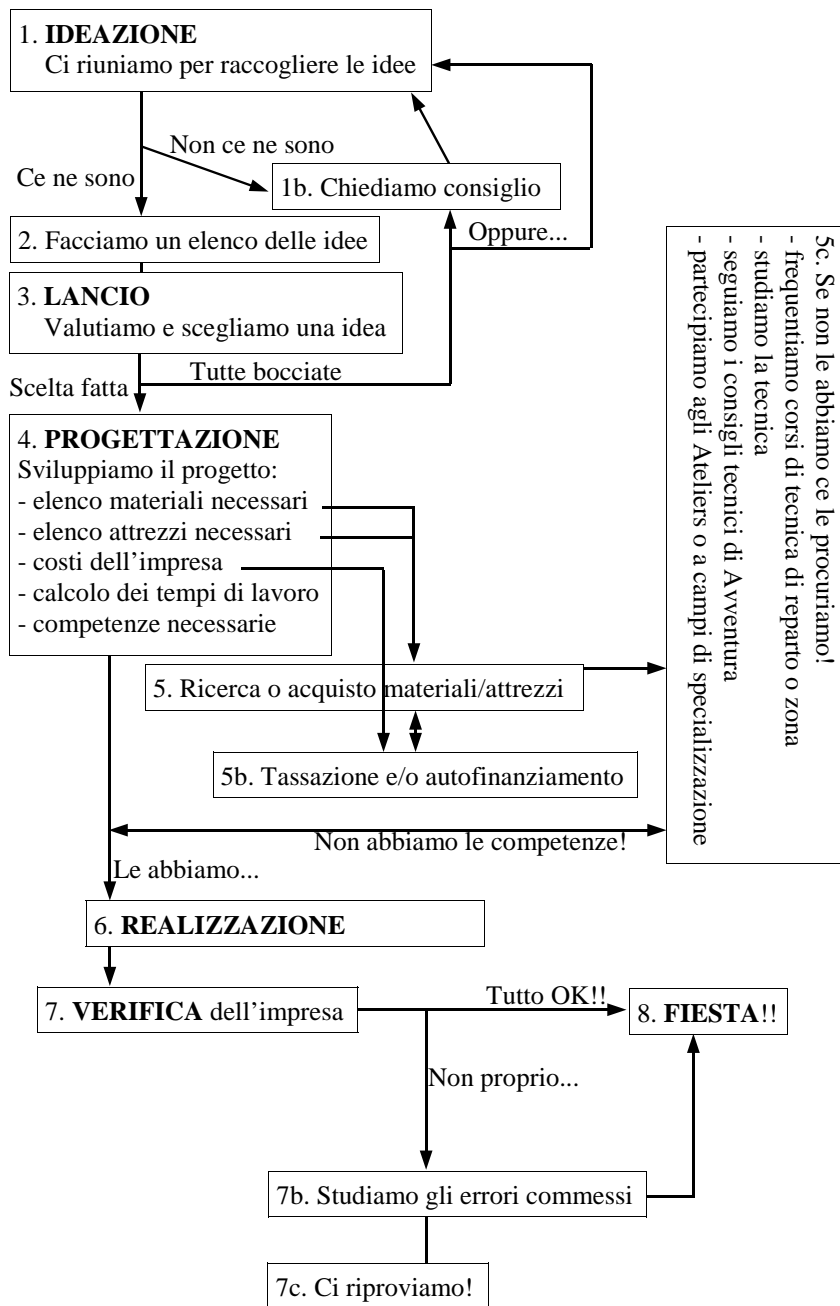 1. IDEAZIONE
Ci riuniamo per raccogliere le idee
Non ce ne sono
Ce ne sono
1b. Chiediamo consiglio
2. Facciamo un elenco delle idee
Oppure...
3. LANCIO
Valutiamo e scegliamo una idea
Tutte bocciate
Scelta fatta
4. PROGETTAZIONE
Sviluppiamo il progetto:
- elenco materiali necessari
- elenco attrezzi necessari
- costi dell’impresa
- calcolo dei tempi di lavoro
- competenze necessarie
5. Ricerca o acquisto materiali/attrezzi
5b. Tassazione e/o autofinanziamento
5c. Se non le abbiamo ce le procuriamo!
- frequentiamo corsi di tecnica di reparto o zona
- studiamo la tecnica
- seguiamo i consigli tecnici di Avventura
- partecipiamo agli Ateliers o a campi di specializzazione
Non abbiamo le competenze!
Le abbiamo...
6. REALIZZAZIONE
7. VERIFICA dell’impresa
Tutto OK!!
8. FIESTA!!
Non proprio...
7b. Studiamo gli errori commessi
7c. Ci riproviamo!